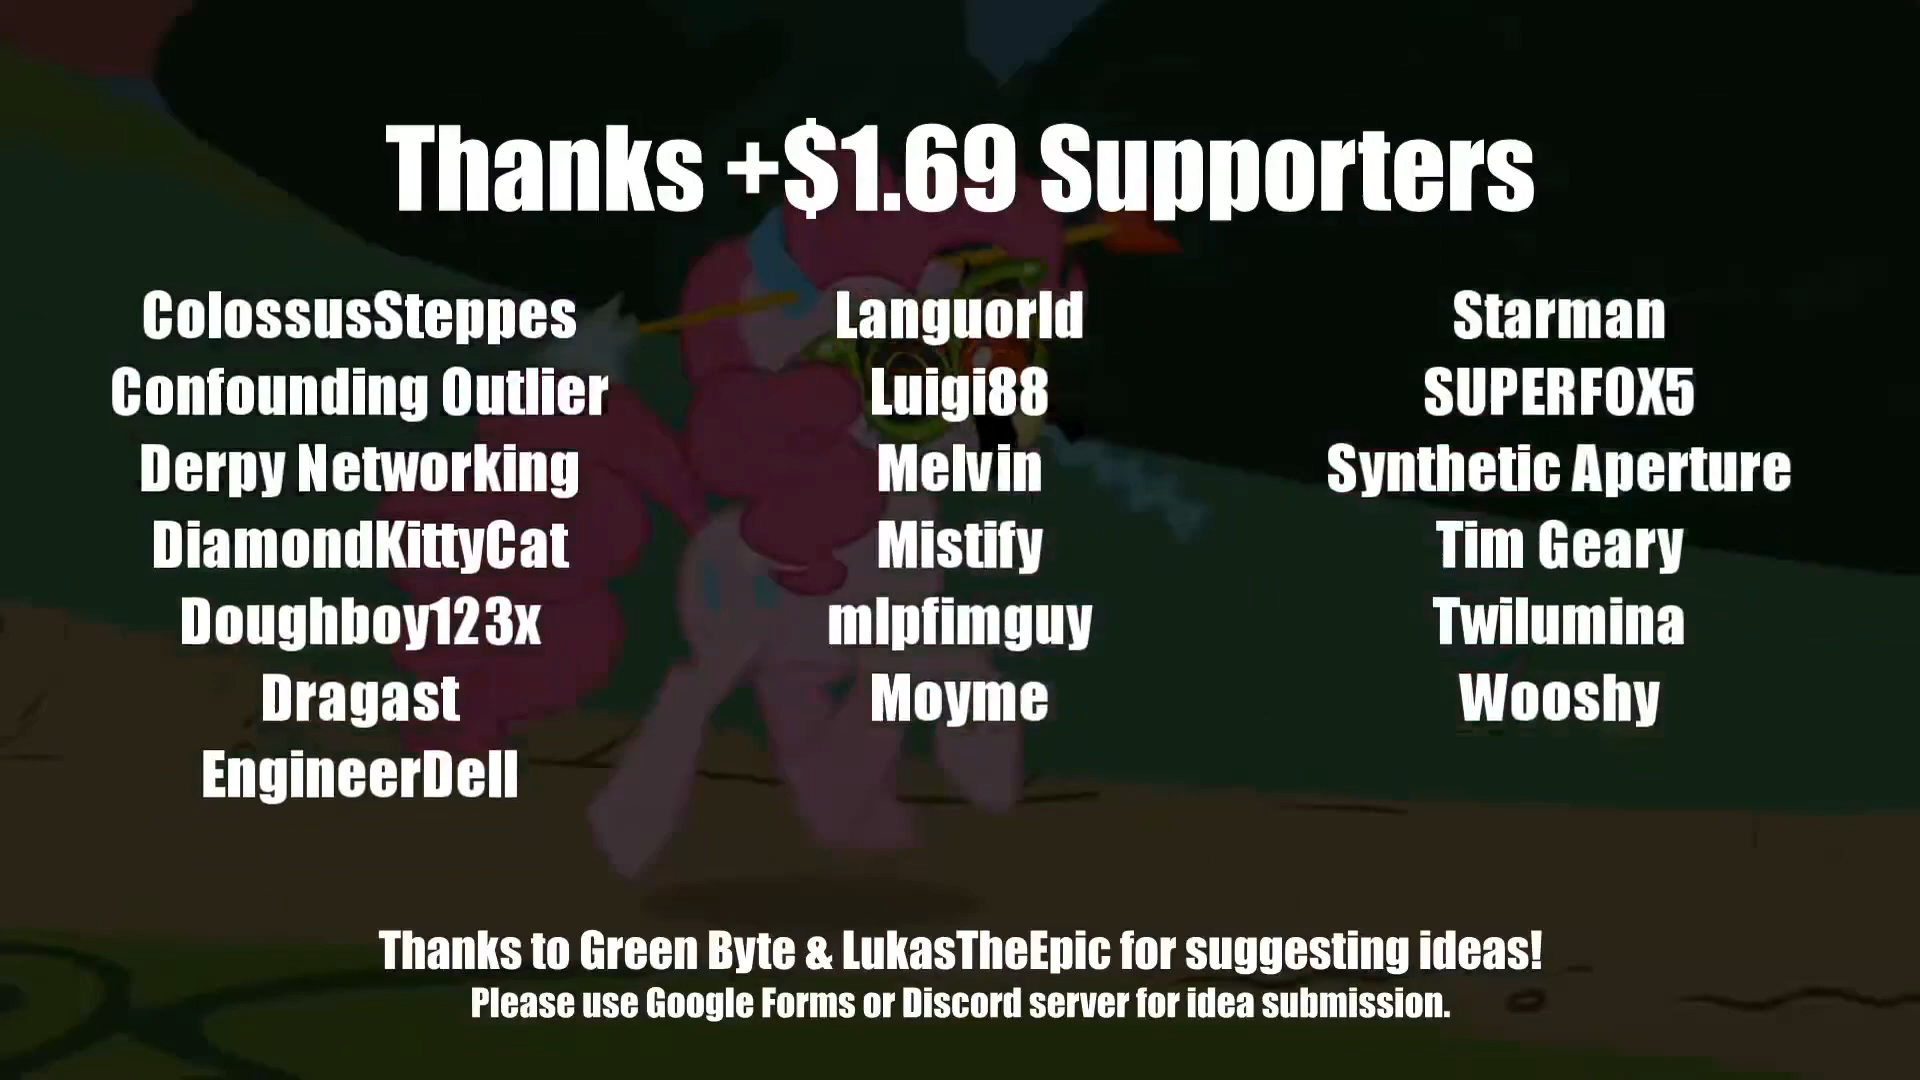 Thanks +$1.69 Supporters
ColossusSteppes
Confounding Outlier
Derpy Networking
DiamondKittyCat
Doughboy123x
Dragast
EngineerDell
Languorld
Luigi88
Melvin
Mistify
mlpfimguy
Moyme
Starman
SUPERFOX5
Synthetic Aperture
Tim Geary
Twilumina
Wooshy
Thanks to Green Byte & LukasTheEpic for suggesting ideas!
Please use Google Forms or Discord server for idea submission.